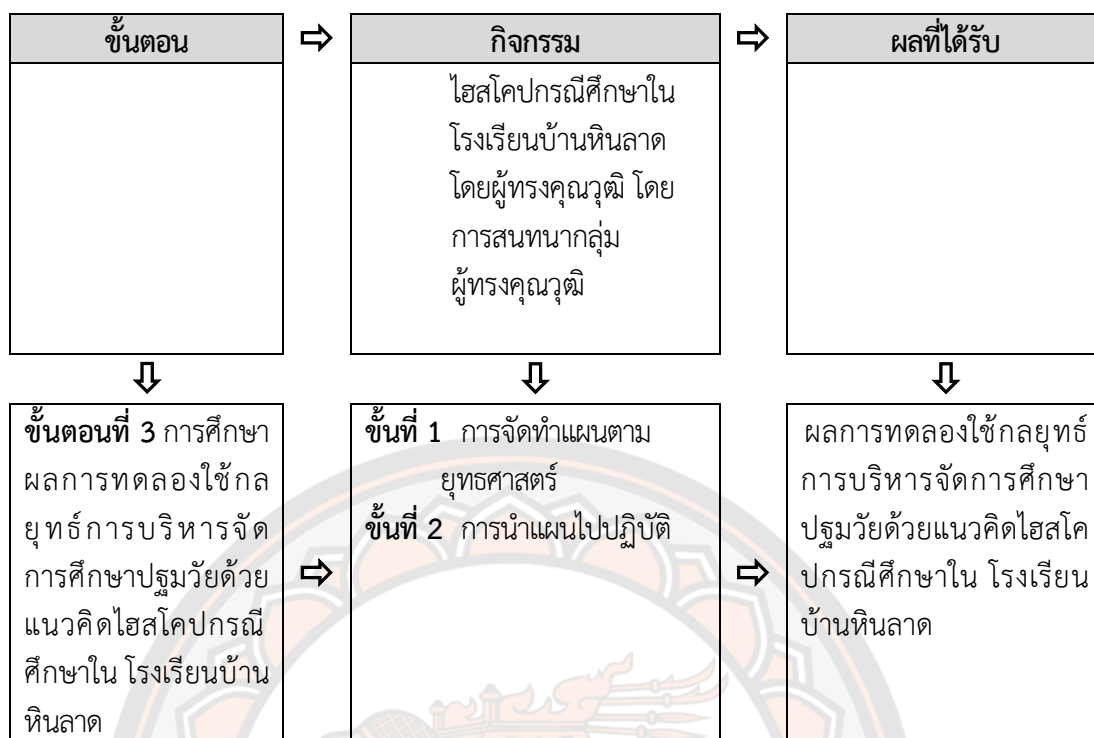 ขั้นตอน
กิจกรรม
ผลที่ได้รับ
ไฮสโคปกรณีศึกษาใน
โรงเรียนบ้านหินลาด
โดยผู้ทรงคุณวุฒิ โดย
การสนทนากลุ่ม
ผู้ทรงคุณวุฒิ
ขั้นตอนที่ 3 การศึกษา
ผลการทดลองใช้กล
ยุทธ์การบริหารจัด
การศึกษาปฐมวัยด้วย
แนวคิดไฮสโคปกรณี
ศึกษาใน โรงเรียนบ้าน
หินลาด
ขั้นที่ 1 การจัดทำแผนตาม
ยุทธศาสตร์
ขั้นที่ 2 การนำแผนไปปฏิบัติ
ผลการทดลองใช้กลยุทธ์
การบริหารจัดการศึกษา
ปฐมวัยด้วยแนวคิดไฮสโค
ปกรณีศึกษาใน โรงเรียน
บ้านหินลาด